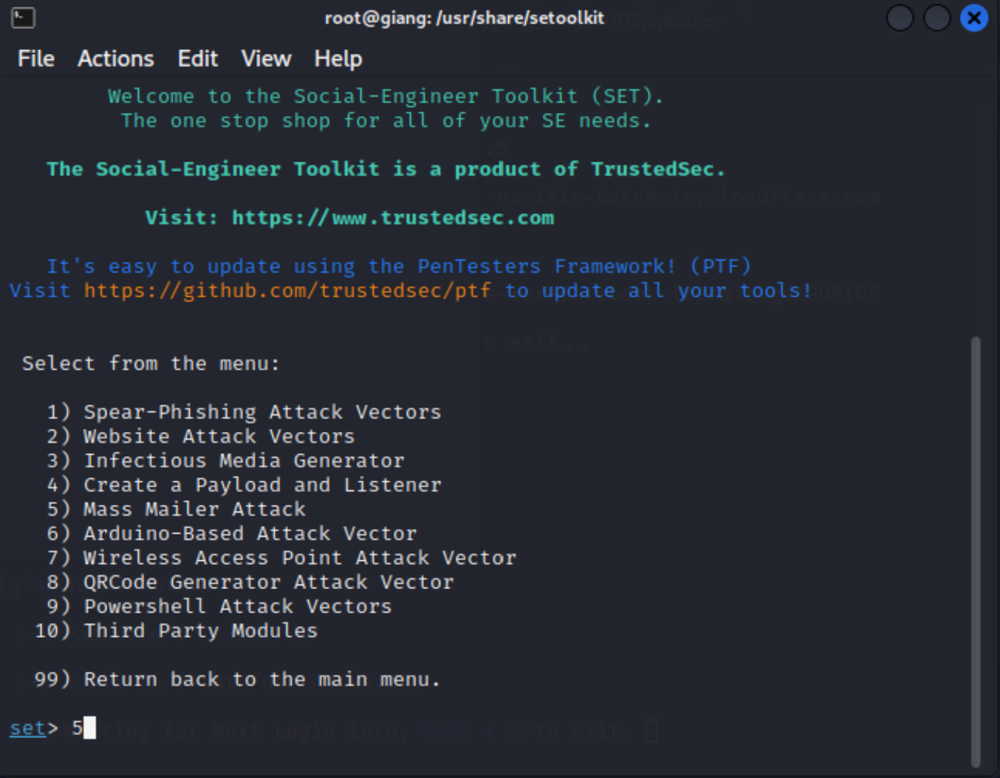 root@giang: /usr/share/setoolkit
File Actions Edit View Help
Welcome to the Social-Engineer Toolkit (SET).
The one stop shop for all of your SE needs.
The Social-Engineer Toolkit is a product of TrustedSec.
Visit: https://www.trustedsec.com
It's easy to update using the PenTesters Framework! (PTF)
Visit https://github.com/trustedsec/ptf to update all your tools!
Select from the menu:
1) Spear-Phishing Attack Vectors
2) Website Attack Vectors
3) Infectious Media Generator
4) Create a Payload and Listener
5) Mass Mailer Attack
6) Arduino-Based Attack Vector
7) Wireless Access Point Attack Vector
8) QRCode Generator Attack Vector
9) Powershell Attack Vectors
10) Third Party Modules
99) Return back to the main menu.
set> 5